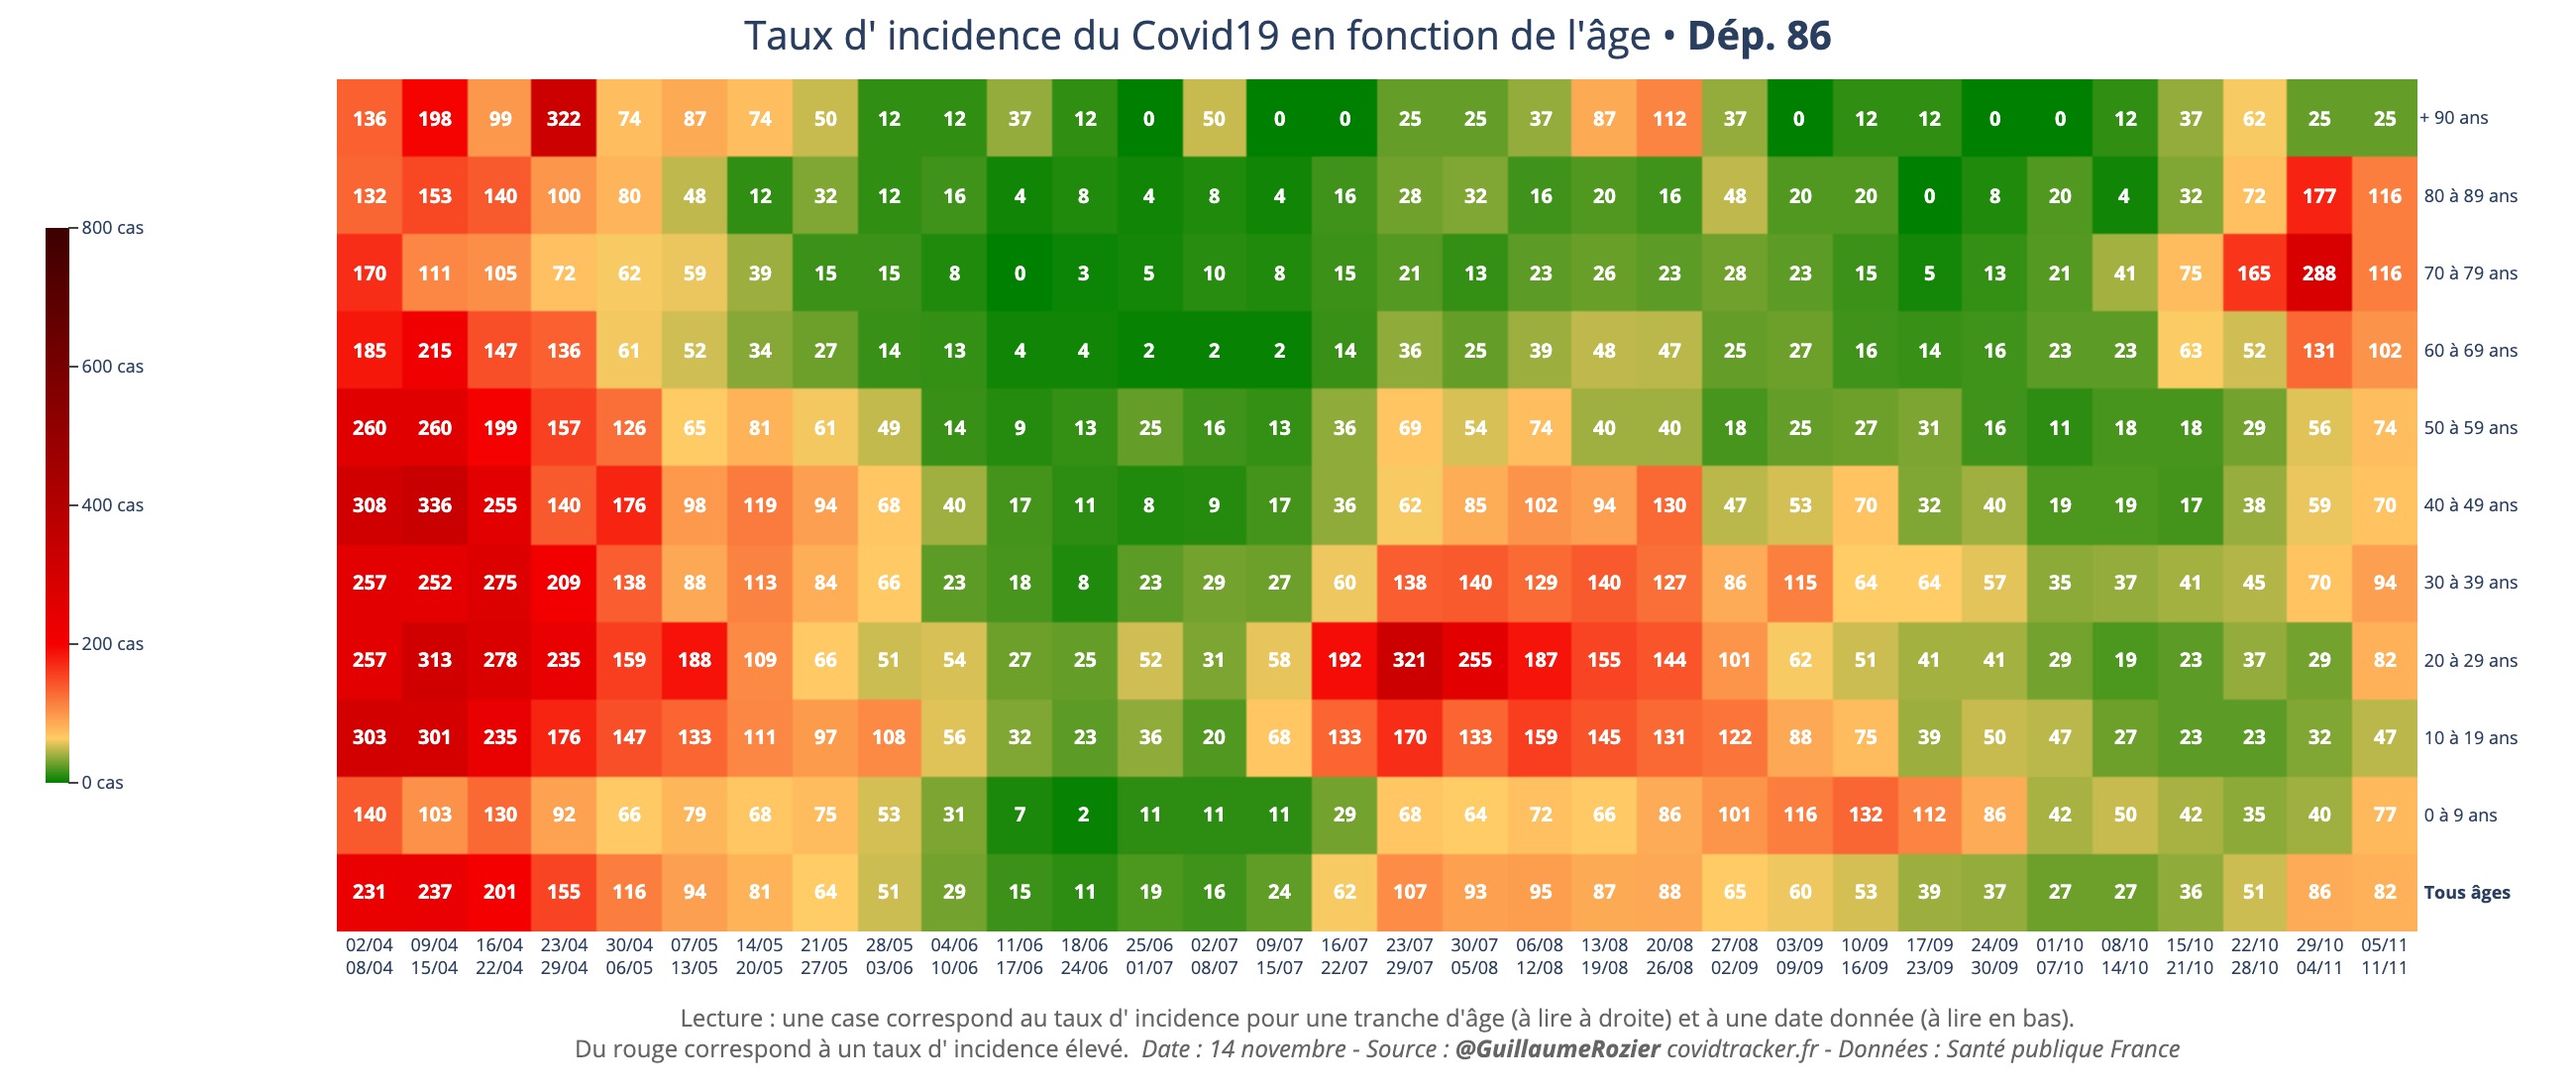 Taux d' incidence du Covid19 en fonction de l'âge • Dép. 86
136 198 99 322 74 87 74 50 12 12 37 12 0 50 0 0 25 25 37 87 112 37 0 12 12 0 0 12 37 62 25 25 + 90 ans
132 153 140 100 80 48 12 32 12 16 4 8 4 8 4 16 28 32 16 20 16 48 20 20 0 8 20 4 32 72 177 116 80 à 89 ans
800 cas
170 111 105 72 62 59 39 15 15 8 0 3 5 10 8 15 21 13 23 26 23 28 23 15 5 13 21 41 75 165 288 116 70 à 79 ans
185 215 147 136 61 52 34 27 14 13 4 4 2 2 2 14 36 25 39 48 47 25 27 16 14 16 23 23 63 52 131 102 60 à 69 ans
600 cas
260 260 199 157 126 65 81 61 49 14 9 13 25 16 13 36 69 54 74 40 40 18 25 27 31 16 11 18 18 29 56 74 50 à 59 ans
400 cas
308 336 255 140 176 98 119 94 68 40 17 11 8 9 17 36 62 85 102 94 130 47 53 70 32 40 19 19 17 38 59 70 40 à 49 ans
257 252 275 209 138 88 113 84 66 23 18 8 23 29 27 60 138 140 129 140 127 86 115 64 64 57 35 37 41 45 70 94 30 à 39 ans
200 cas
257 313 278 235 159 188 109 66 51 54 27 25 52 31 58 192 321 255 187 155 144 101 62 51 41 41 29 19 23 37 29 82 20 à 29 ans
303 301 235 176 147 133 111 97 108 56 32 23 36 20 68 133 170 133 159 145 131 122 88 75 39 50 47 27 23 23 32 47 10 à 19 ans
0 cas
140 103 130 92 66 79 68 75 53 31 7 2 11 11 11 29 68 64 72 66 86 101 116 132 112 86 42 50 42 35 40 77 0 à 9 ans
231 237 201 155 116 94 81 64 51 29 15 11 19 16 24 62 107 93 95 87 88 65 60 53 39 37 27 27 36 51 86 82 Tous âges
02/04 09/04 16/04 23/04 30/04 07/05 14/05 21/05 28/05 04/06 11/06 18/06 25/06 02/07 09/07 16/07 23/07 30/07 06/08 13/08 20/08 27/08 03/09 10/09 17/09 24/09 01/10 08/10 15/10 22/10 29/10 05/11
08/04 15/04 22/04 29/04 06/05 13/05 20/05 27/05 03/06 10/06 17/06 24/06 01/07 08/07 15/07 22/07 29/07 05/08 12/08 19/08 26/08 02/09 09/09 16/09 23/09 30/09 07/10 14/10 21/10 28/10 04/11 11/11
Lecture : une case correspond au taux d' incidence pour une tranche d'âge (à lire à droite) et à une date donnée (à lire en bas).
Du rouge correspond à un taux d' incidence élevé. Date : 14 novembre - Source : @GuillaumeRozier covidtracker.fr - Données : Santé publique France